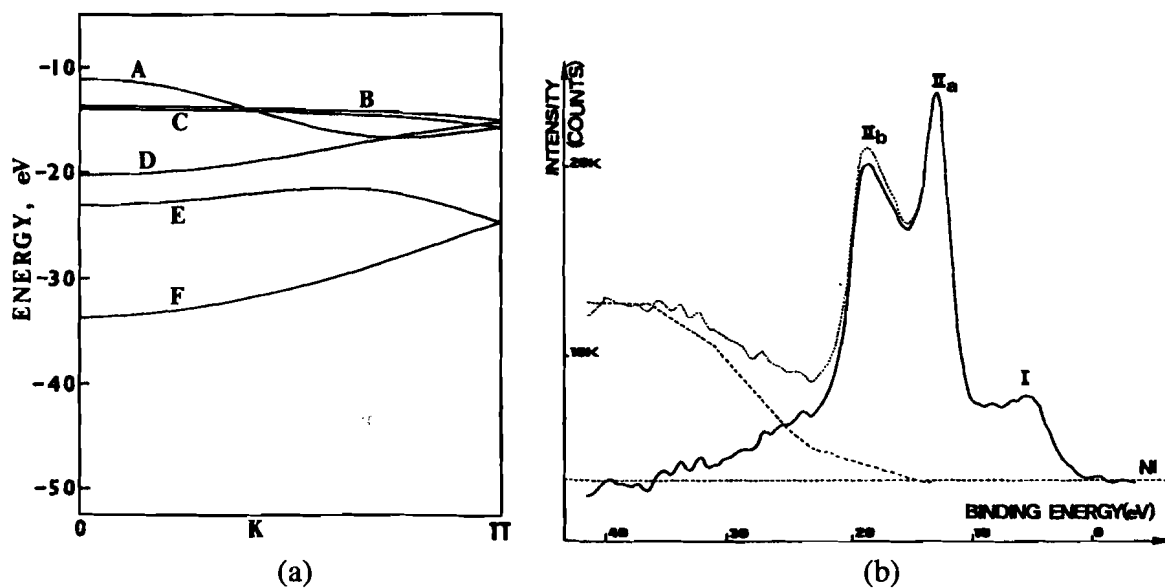 ENERGY, eV
-10
-20
-30
-40
-50
A
B
C
D
E
F
0
K
π
(a)
INTENSITY
(COUNTS)
20K
10K
IIb
IIa
I
NI
BINDING ENERGY(eV)
40
30
20
10
0
(b)